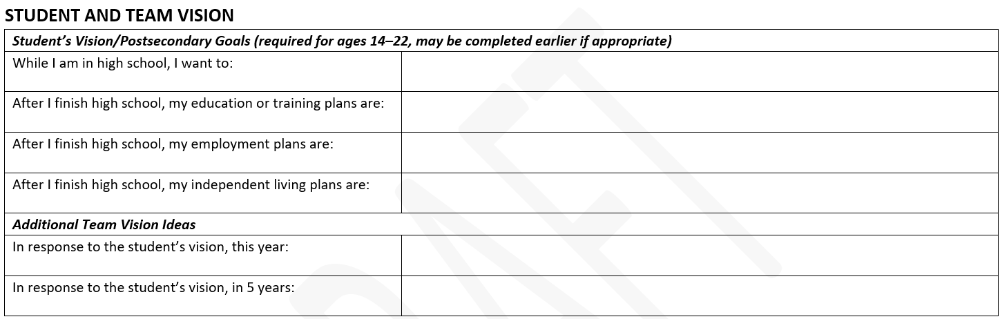 STUDENT AND TEAM VISION
Student’s Vision/Postsecondary Goals (required for ages 14–22, may be completed earlier if appropriate)
While I am in high school, I want to:
After I finish high school, my education or training plans are:
After I finish high school, my employment plans are:
After I finish high school, my independent living plans are:
Additional Team Vision Ideas
In response to the student’s vision, this year:
In response to the student’s vision, in 5 years:
DRAFT